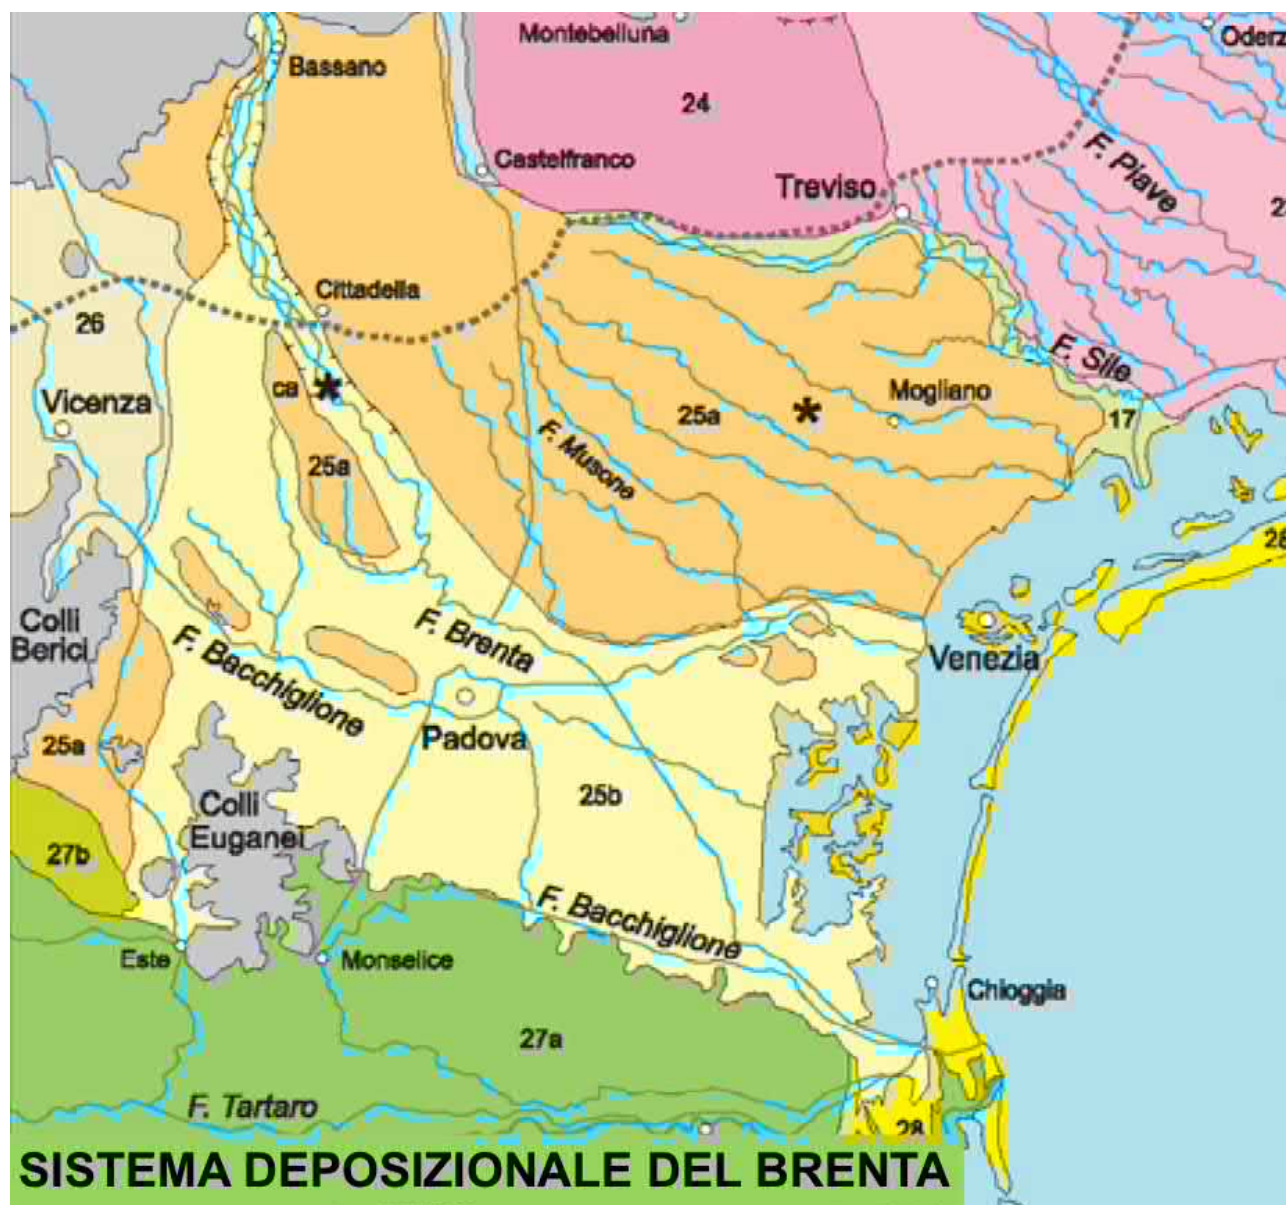 Montebelluna
Oderz
Bassano
24
Castelfranco
F. Piave
Treviso
2
Cittadella
26
F. Sile
ca
*
Vicenza
Mogliano
25a
*
17
F. Musone
25a
28
Colli
Berici
F. Brenta
F. Bacchiglione
Venezia
Padova
25a
25b
Colli
Euganei
27b
F. Bacchiglione
Este
Monselice
Chioggia
27a
F. Tartaro
28
SISTEMA DEPOSIZIONALE DEL BRENTA